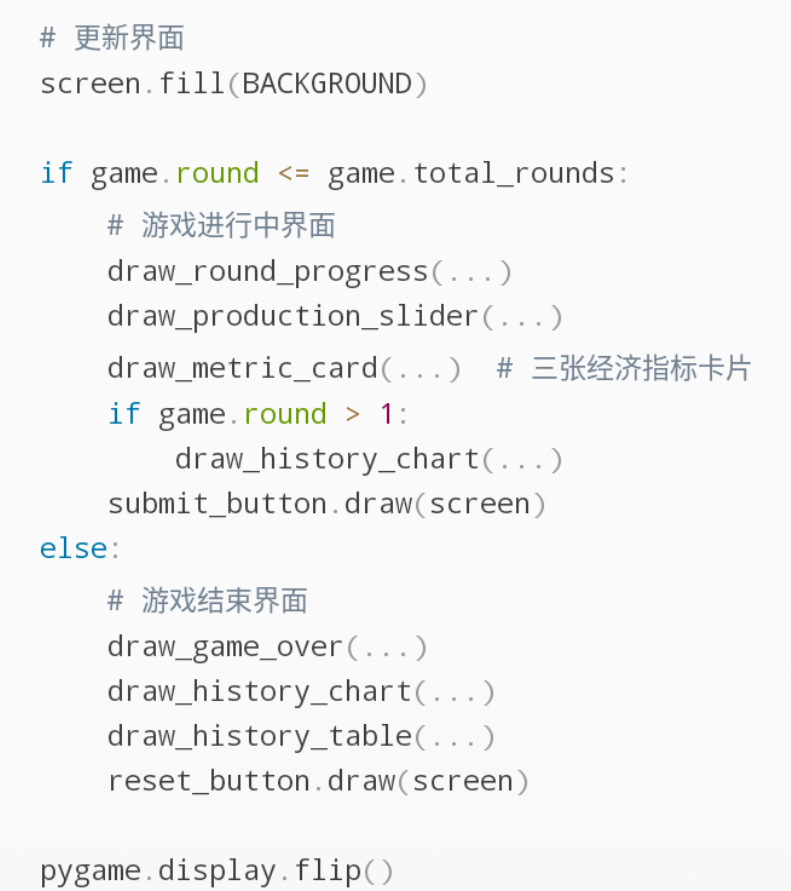 # 更新界面
screen.fill(BACKGROUND)

if game.round <= game.total_rounds:
    # 游戏进行中界面
    draw_round_progress(...)
    draw_production_slider(...)
    draw_metric_card(...)  # 三张经济指标卡片
    if game.round > 1:
        draw_history_chart(...)
    submit_button.draw(screen)
else:
    # 游戏结束界面
    draw_game_over(...)
    draw_history_chart(...)
    draw_history_table(...)
    reset_button.draw(screen)

pygame.display.flip()